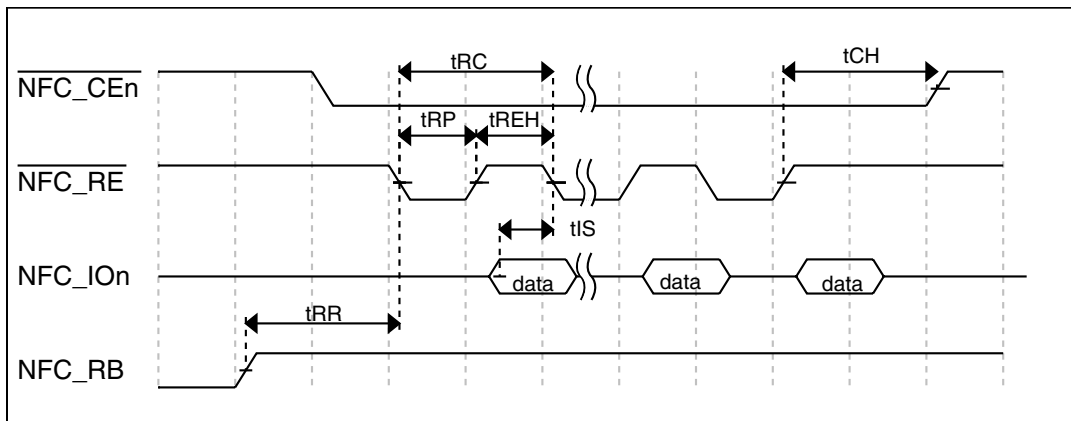 tRC
tCH
NFC_CEn
tRP
tREH
NFC_RE
tIS
NFC_IOn
data
data
data
tRR
NFC_RB